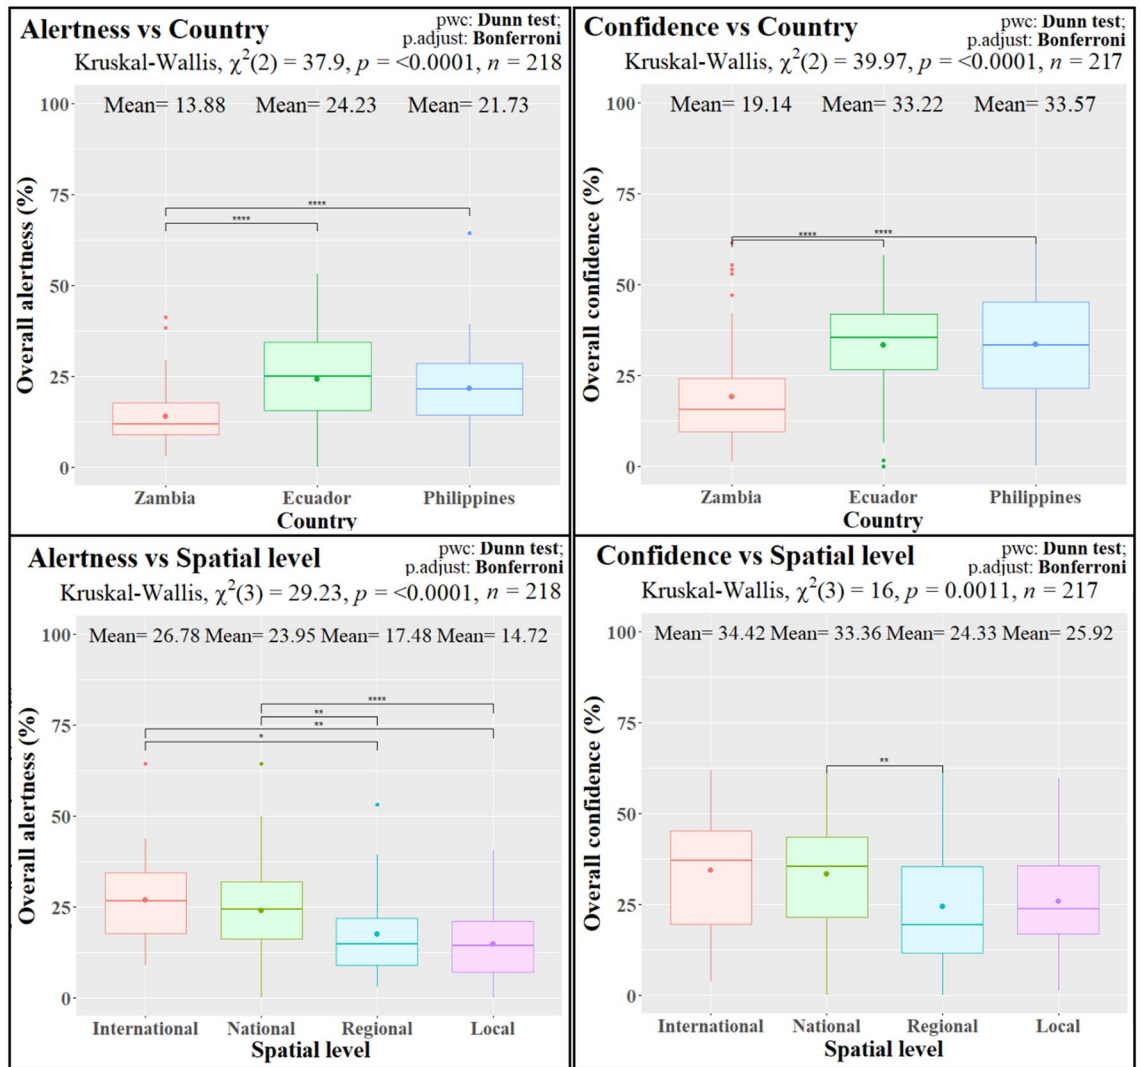 Alertness vs Country
pwc: Dunn test;
p.adjust: Bonferroni
Kruskal-Wallis, χ²(2) = 37.9, p = <0.0001, n = 218
Mean= 13.88 Mean= 24.23 Mean= 21.73
100
75
50
25
0
Overall alertness (%)
****
****
Zambia Ecuador Philippines
Country
Confidence vs Country
pwc: Dunn test;
p.adjust: Bonferroni
Kruskal-Wallis, χ²(2) = 39.97, p = <0.0001, n = 217
Mean= 19.14 Mean= 33.22 Mean= 33.57
100
75
50
25
0
Overall confidence (%)
**** ****
Zambia Ecuador Philippines
Country
Alertness vs Spatial level
pwc: Dunn test;
p.adjust: Bonferroni
Kruskal-Wallis, χ²(3) = 29.23, p = <0.0001, n = 218
Mean= 26.78 Mean= 23.95 Mean= 17.48 Mean= 14.72
100
75
50
25
0
Overall alertness (%)
****
**
**
*
International National Regional Local
Spatial level
Confidence vs Spatial level
pwc: Dunn test;
p.adjust: Bonferroni
Kruskal-Wallis, χ²(3) = 16, p = 0.0011, n = 217
Mean= 34.42 Mean= 33.36 Mean= 24.33 Mean= 25.92
100
75
50
25
0
Overall confidence (%)
**
International National Regional Local
Spatial level